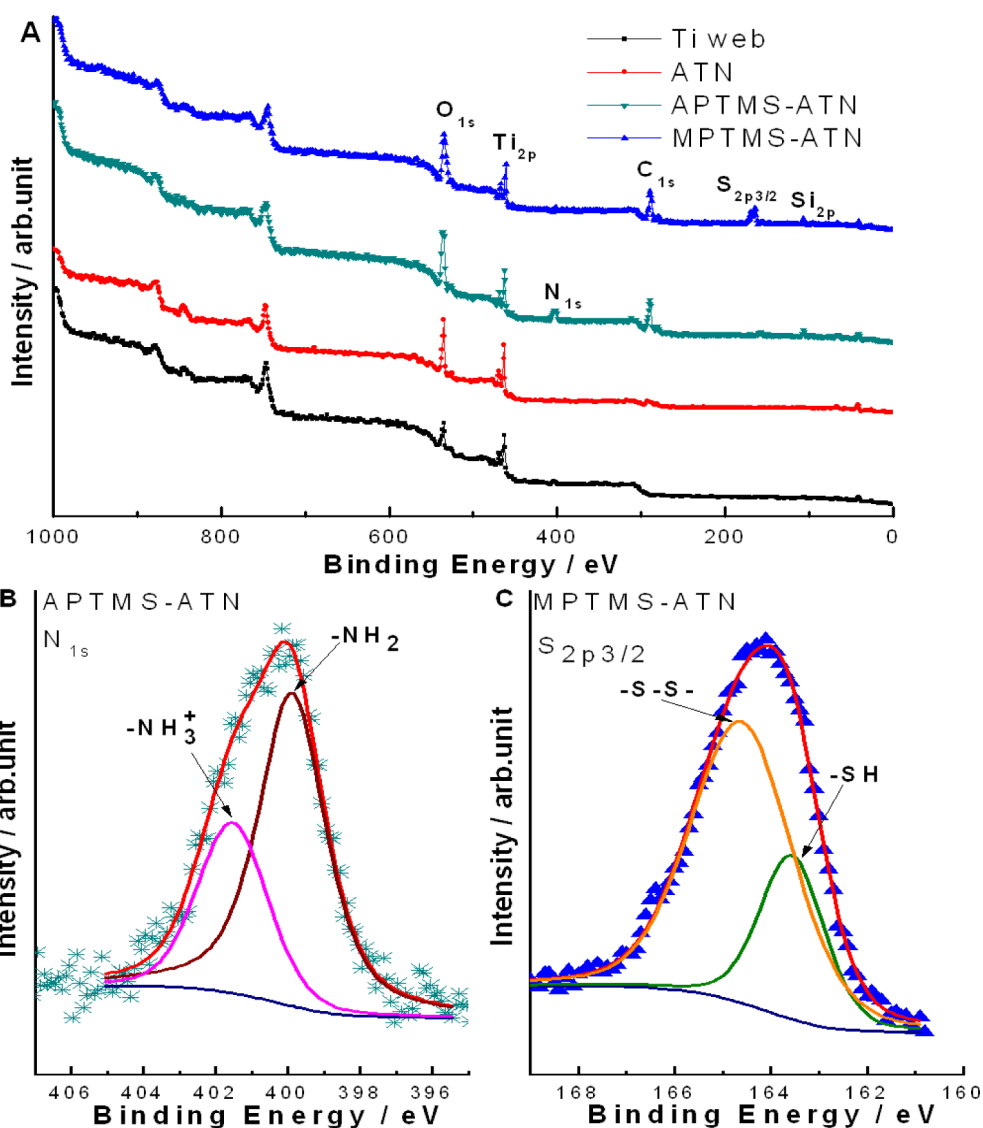 A
Ti web
ATN
APTMS-ATN
MPTMS-ATN
O1s
Ti2p
C1s
S2p3/2
Si2p
N1s
Intensity / arb.unit
1000 800 600 400 200 0
Binding Energy / eV
B APTMS-ATN
N1s
-NH2
-NH3+
Intensity / arb.unit
406 404 402 400 398 396
Binding Energy / eV
C MPTMS-ATN
S2p3/2
-S-S-
-SH
Intensity / arb.unit
168 166 164 162 160
Binding Energy / eV